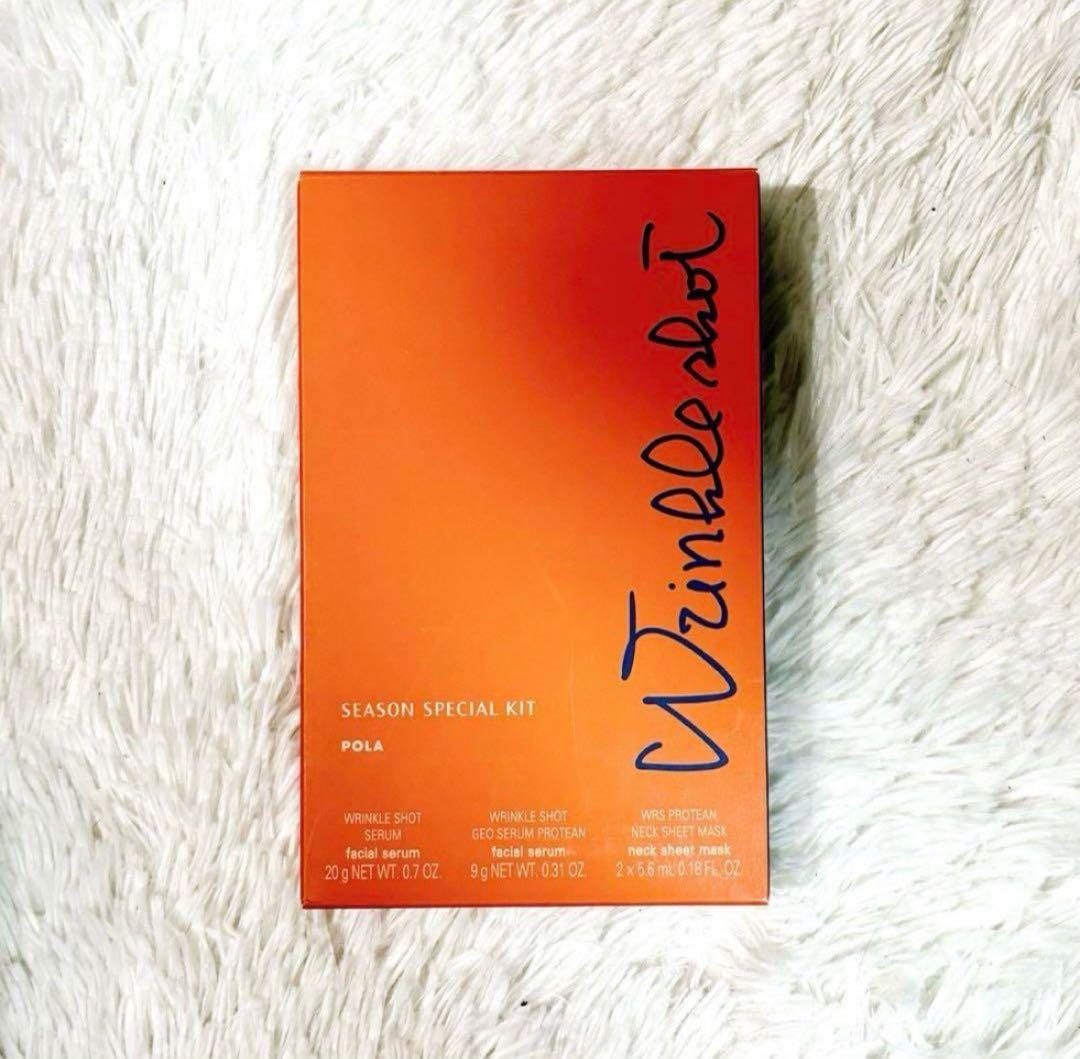 Wrinkle shot
SEASON SPECIAL KIT
POLA
WRINKLE SHOT
SERUM
facial serum
20 g NET WT. 0.7 OZ.
WRINKLE SHOT
GEO SERUM PROTEAN
facial serum
9 g NET WT. 0.31 OZ.
WRS PROTEAN
NECK SHEET MASK
neck sheet mask
2 x 5.6 mL 0.18 FL. OZ.